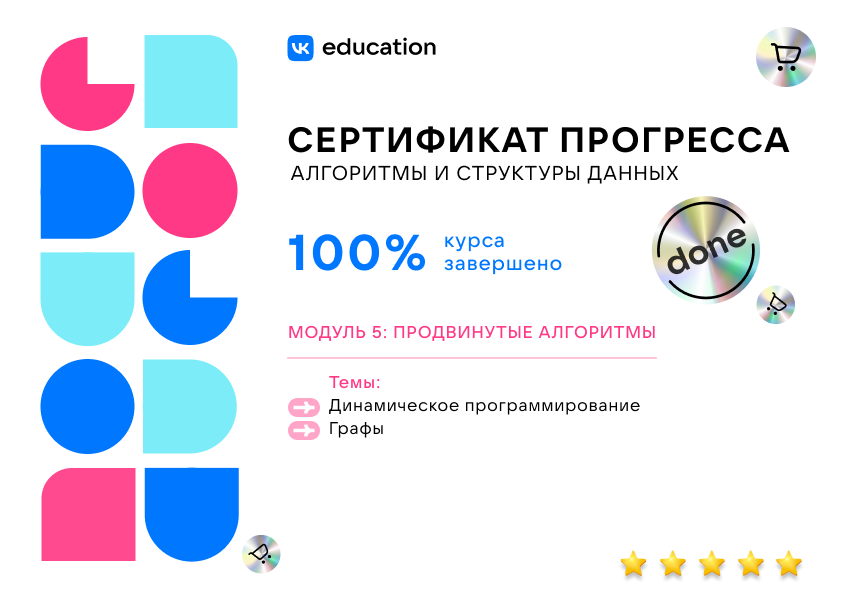 VK education
СЕРТИФИКАТ ПРОГРЕССА
АЛГОРИТМЫ И СТРУКТУРЫ ДАННЫХ
100% курса
завершено
done
МОДУЛЬ 5: ПРОДВИНУТЫЕ АЛГОРИТМЫ
Темы:
Динамическое программирование
Графы